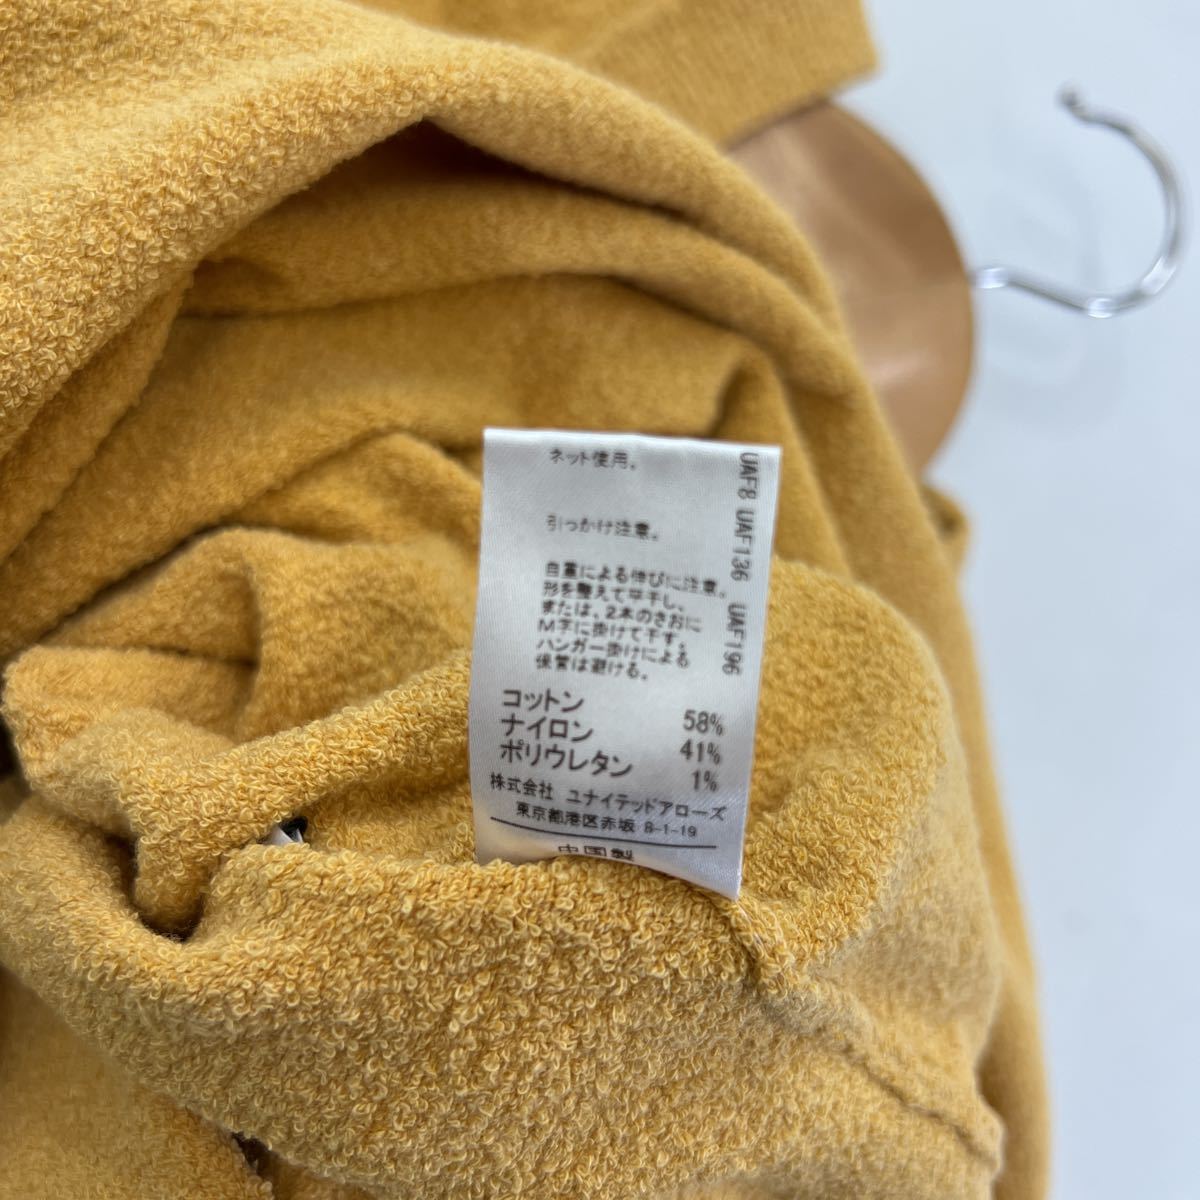 ネット使用。
引っかけ注意。
自重による伸びに注意。
形を整えて平干し、
または、2本のさおに
M字に掛けて干す。
ハンガー掛けによる
保管は避ける。
コットン 58%
ナイロン 41%
ポリウレタン 1%
株式会社 ユナイテッドアローズ
東京都港区赤坂 8-1-19
中国製
UAF8 UAF136 UAF196